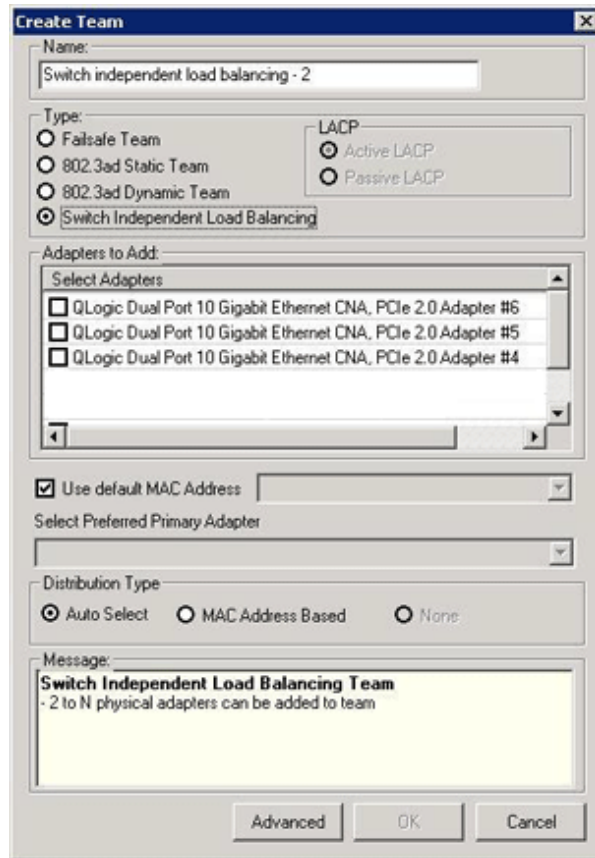 Create Team
Name:
Switch independent load balancing - 2
Type:
Failsafe Team
802.3ad Static Team
802.3ad Dynamic Team
Switch Independent Load Balancing
LACP
Active LACP
Passive LACP
Adapters to Add:
Select Adapters
QLogic Dual Port 10 Gigabit Ethernet CNA, PCIe 2.0 Adapter #6
QLogic Dual Port 10 Gigabit Ethernet CNA, PCIe 2.0 Adapter #5
QLogic Dual Port 10 Gigabit Ethernet CNA, PCIe 2.0 Adapter #4
Use default MAC Address
Select Preferred Primary Adapter
Distribution Type
Auto Select MAC Address Based None
Message:
Switch Independent Load Balancing Team
- 2 to N physical adapters can be added to team
Advanced OK Cancel